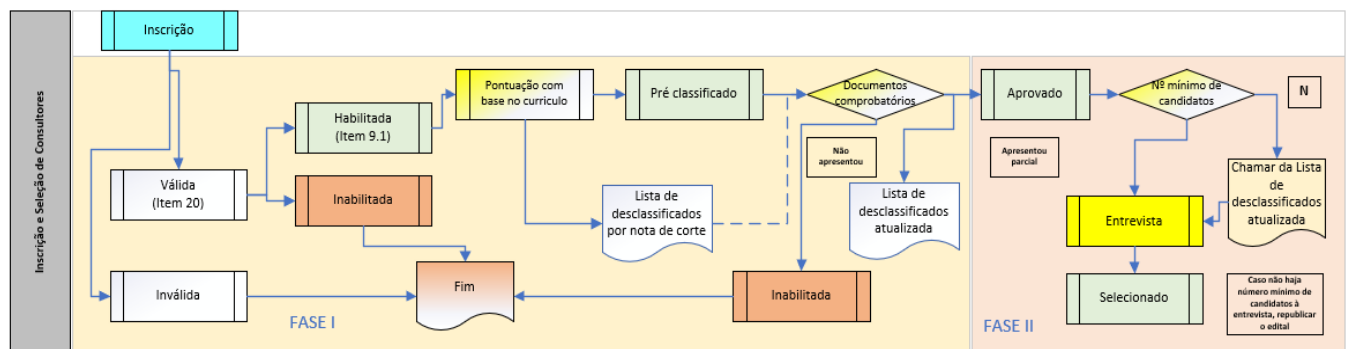 Inscrição e Seleção de Consultores
Inscrição
Válida
(Item 20)
Inválida
Habilitada
(Item 9.1)
Inabilitada
Fim
FASE I
Pontuação com
base no curriculo
Pré classificado
Lista de
desclassificados
por nota de corte
Documentos
comprobatórios
Não
apresentou
Lista de
desclassificados
atualizada
Inabilitada
Aprovado
Apresentou
parcial
Nº mínimo de
candidatos
N
Chamar da Lista
de
desclassificados
atualizada
Entrevista
Selecionado
Caso não haja
número mínimo de
candidatos à
entrevista, republicar
o edital
FASE II